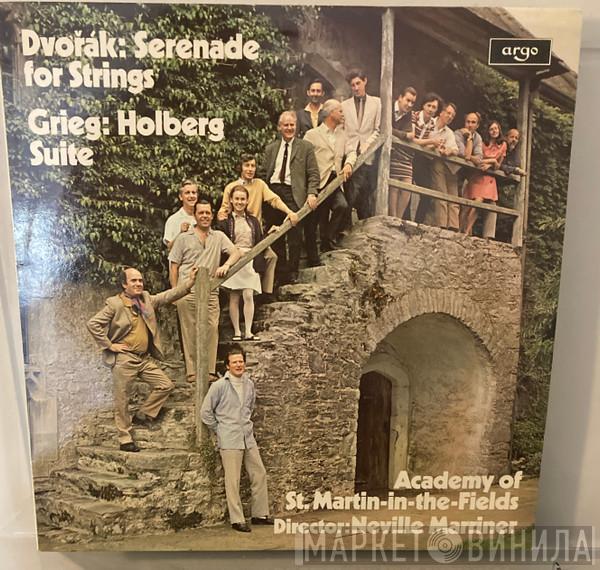 Dvořák: Serenade
for Strings
Grieg: Holberg
Suite
argo
Academy of
St. Martin-in-the-Fields
Director: Neville Marriner
МАРКЕТ ВИНИЛА